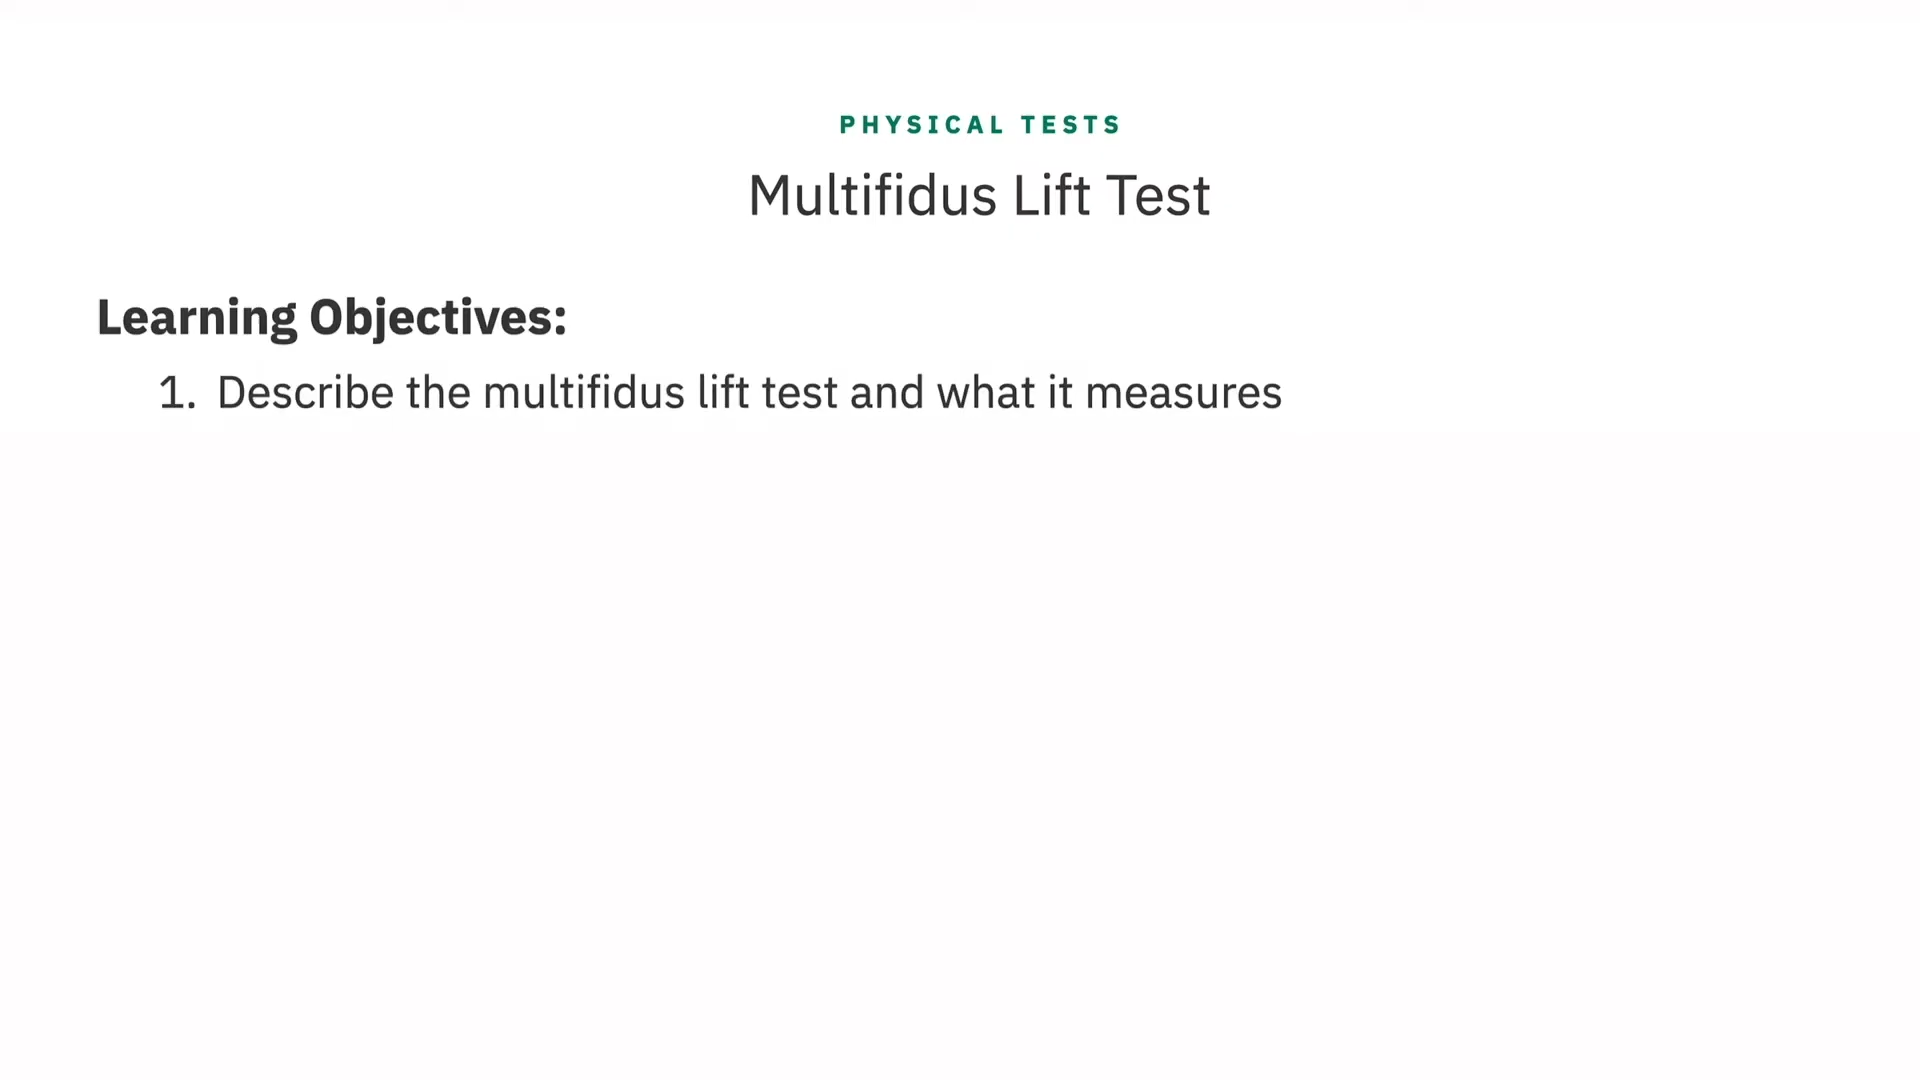 PHYSICAL TESTS
Multifidus Lift Test
Learning Objectives:
1. Describe the multifidus lift test and what it measures